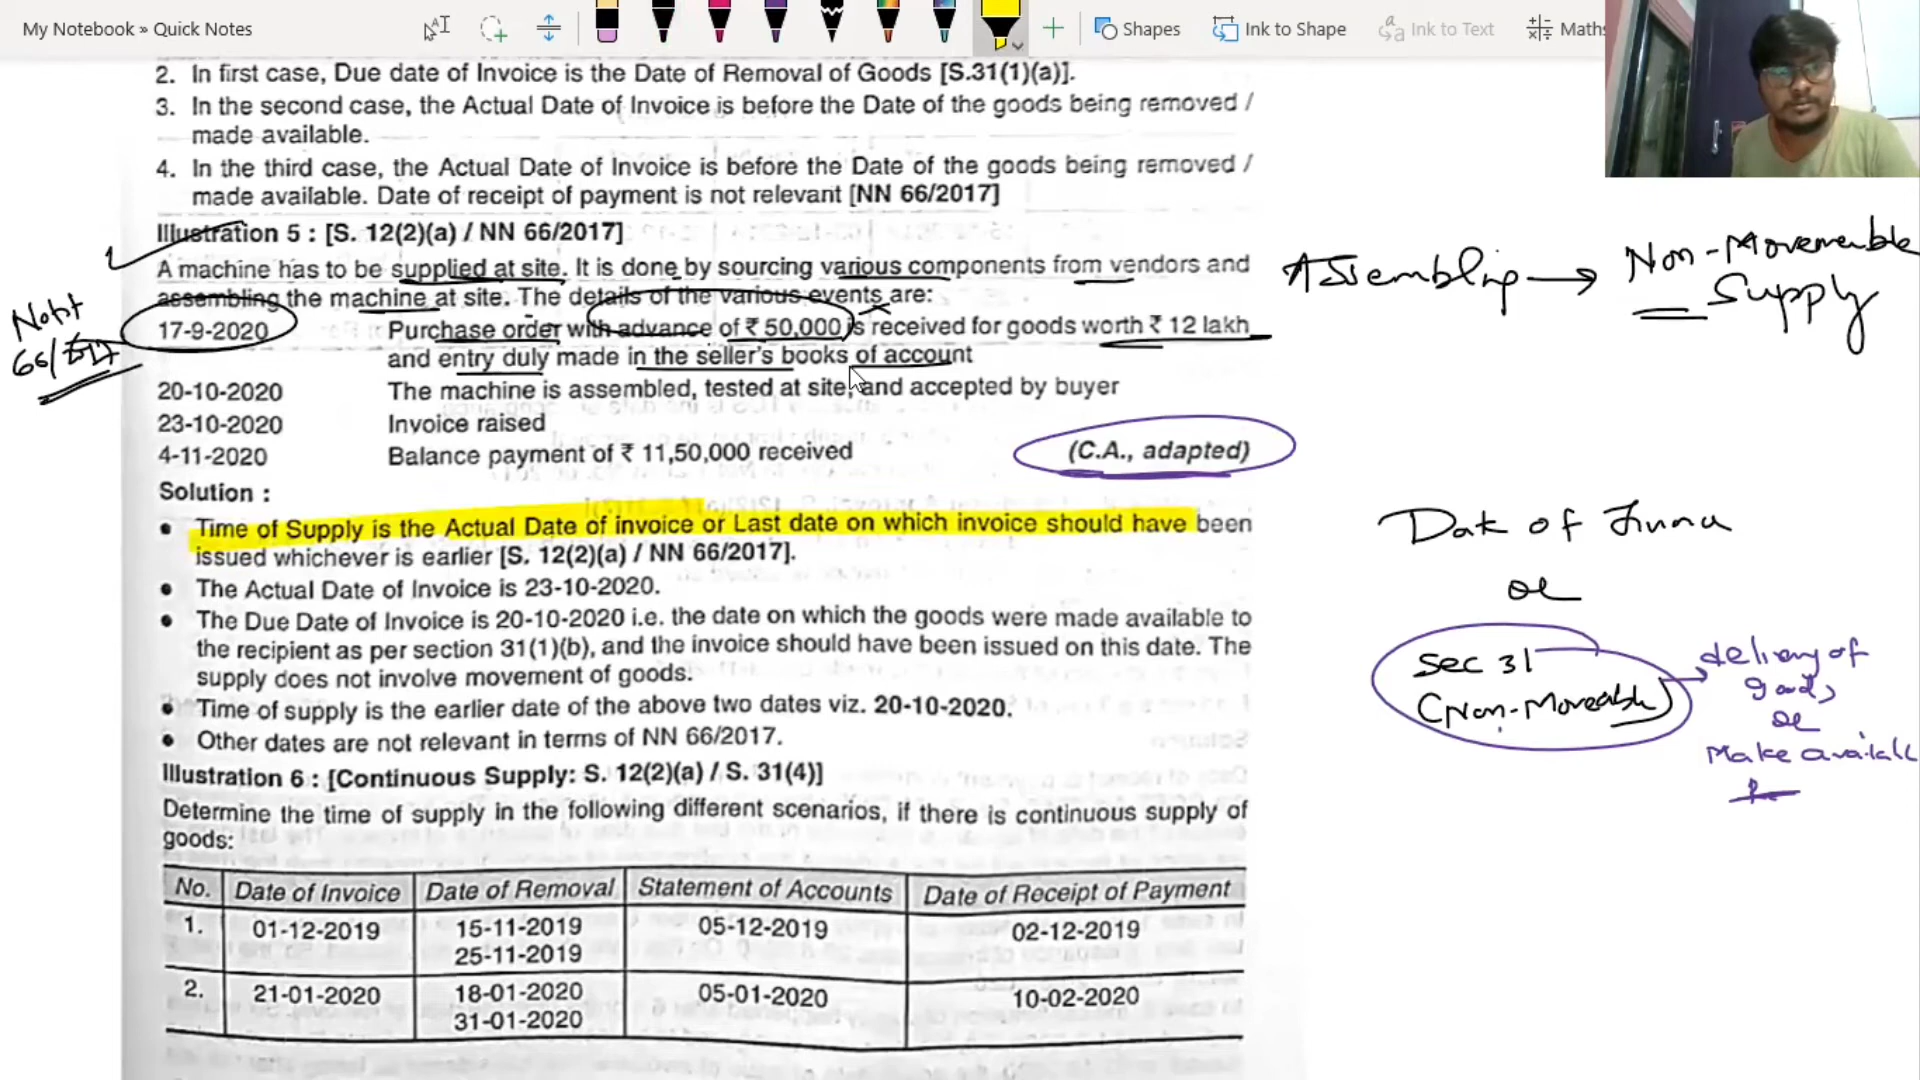 My Notebook » Quick Notes
Shapes
Ink to Shape
Ink to Text
Maths
2. In first case, Due date of Invoice is the Date of Removal of Goods [S.31(1)(a)].
3. In the second case, the Actual Date of Invoice is before the Date of the goods being removed /
made available.
4. In the third case, the Actual Date of Invoice is before the Date of the goods being removed /
made available. Date of receipt of payment is not relevant [NN 66/2017]
Illustration 5 : [S. 12(2)(a) / NN 66/2017]
A machine has to be supplied at site. It is done by sourcing various components from vendors and
assembling the machine at site. The details of the various events are:
17-9-2020 Purchase order with advance of ₹ 50,000 is received for goods worth ₹ 12 lakh
and entry duly made in the seller's books of account
20-10-2020 The machine is assembled, tested at site, and accepted by buyer
23-10-2020 Invoice raised
4-11-2020 Balance payment of ₹ 11,50,000 received (C.A., adapted)
Solution :
• Time of Supply is the Actual Date of invoice or Last date on which invoice should have been
issued whichever is earlier [S. 12(2)(a) / NN 66/2017].
• The Actual Date of Invoice is 23-10-2020.
• The Due Date of Invoice is 20-10-2020 i.e. the date on which the goods were made available to
the recipient as per section 31(1)(b), and the invoice should have been issued on this date. The
supply does not involve movement of goods.
• Time of supply is the earlier date of the above two dates viz. 20-10-2020.
• Other dates are not relevant in terms of NN 66/2017.
Illustration 6 : [Continuous Supply: S. 12(2)(a) / S. 31(4)]
Determine the time of supply in the following different scenarios, if there is continuous supply of
goods:
No. Date of Invoice Date of Removal Statement of Accounts Date of Receipt of Payment
1. 01-12-2019 15-11-2019 05-12-2019 02-12-2019
25-11-2019
2. 21-01-2020 18-01-2020 05-01-2020 10-02-2020
31-01-2020
Assembling → Non-Movemeable
Supply
Date of
or
Sec 31
(Non-Moveable)
delivery of
goods
or
Make availabl